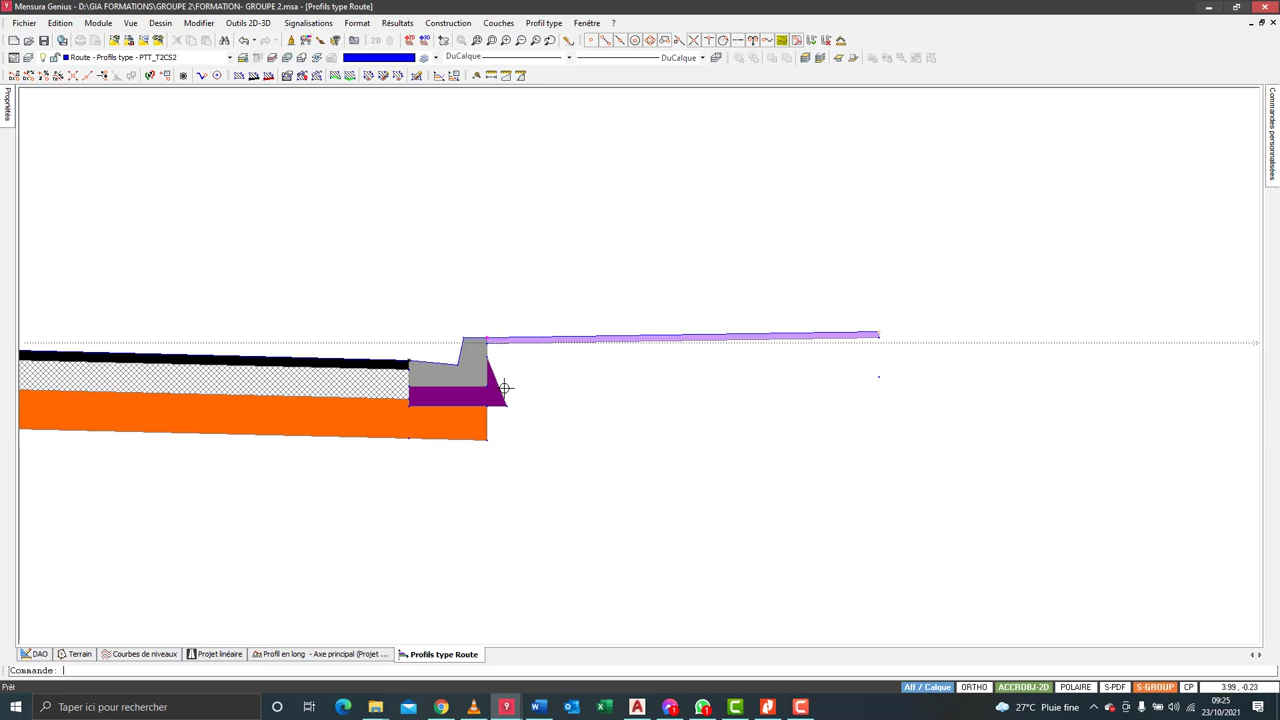 Mensura Genius - D:\GIA FORMATIONS\GROUPE 2\FORMATION- GROUPE 2.msa - [Profils type Route]
Fichier Edition Module Vue Dessin Modifier Outils 2D-3D Signalisations Format Résultats Construction Couches Profil type Fenêtre ?
Route - Profils type - PTT_T2CS2 DuCalque DuCalque
Propriétés
Commandes personnalisées
DAO Terrain Courbes de niveaux Projet linéaire Profil en long - Axe principal (Projet ... Profils type Route
Commande:
Prêt Aff / Calque ORTHO ACCROBJ-2D POLAIRE S-PDF S-GROUP CP 3.99 , -0.23
Taper ici pour rechercher 27°C Pluie fine 09:25
23/10/2021